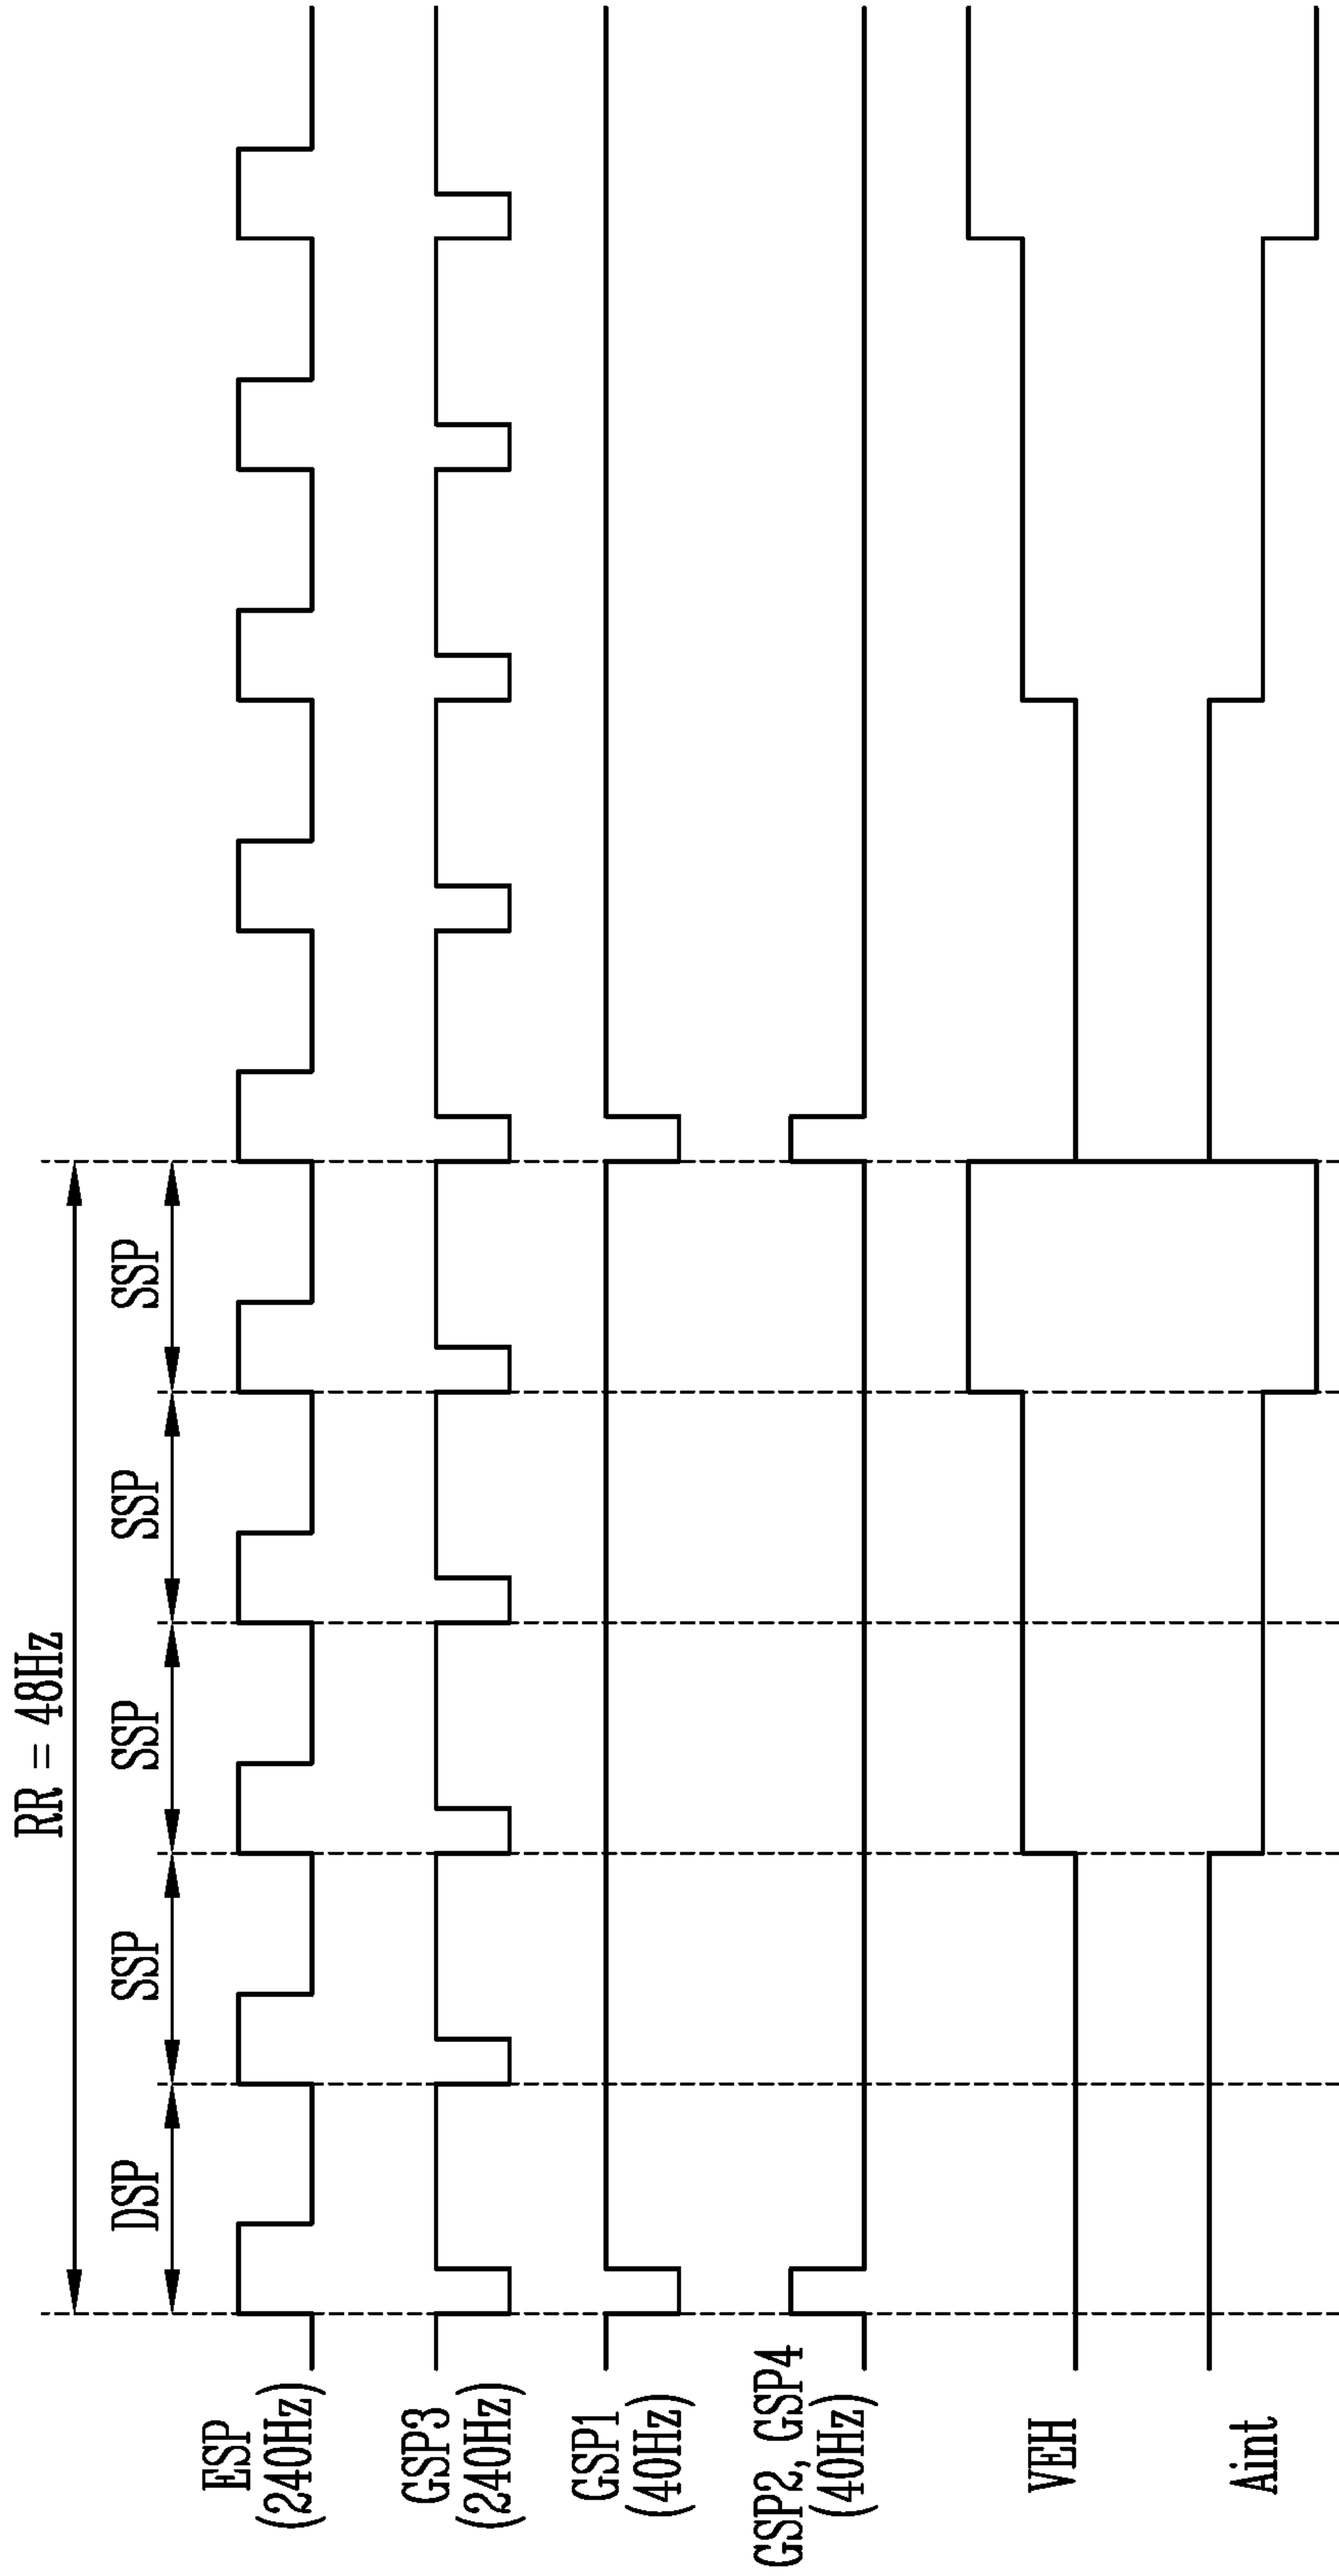 RR = 48Hz
DSP
SSP
SSP
SSP
SSP
ESP
(240Hz)
GSP3
(240Hz)
GSP1
(40Hz)
GSP2, GSP4
(40Hz)
VEH
Aint